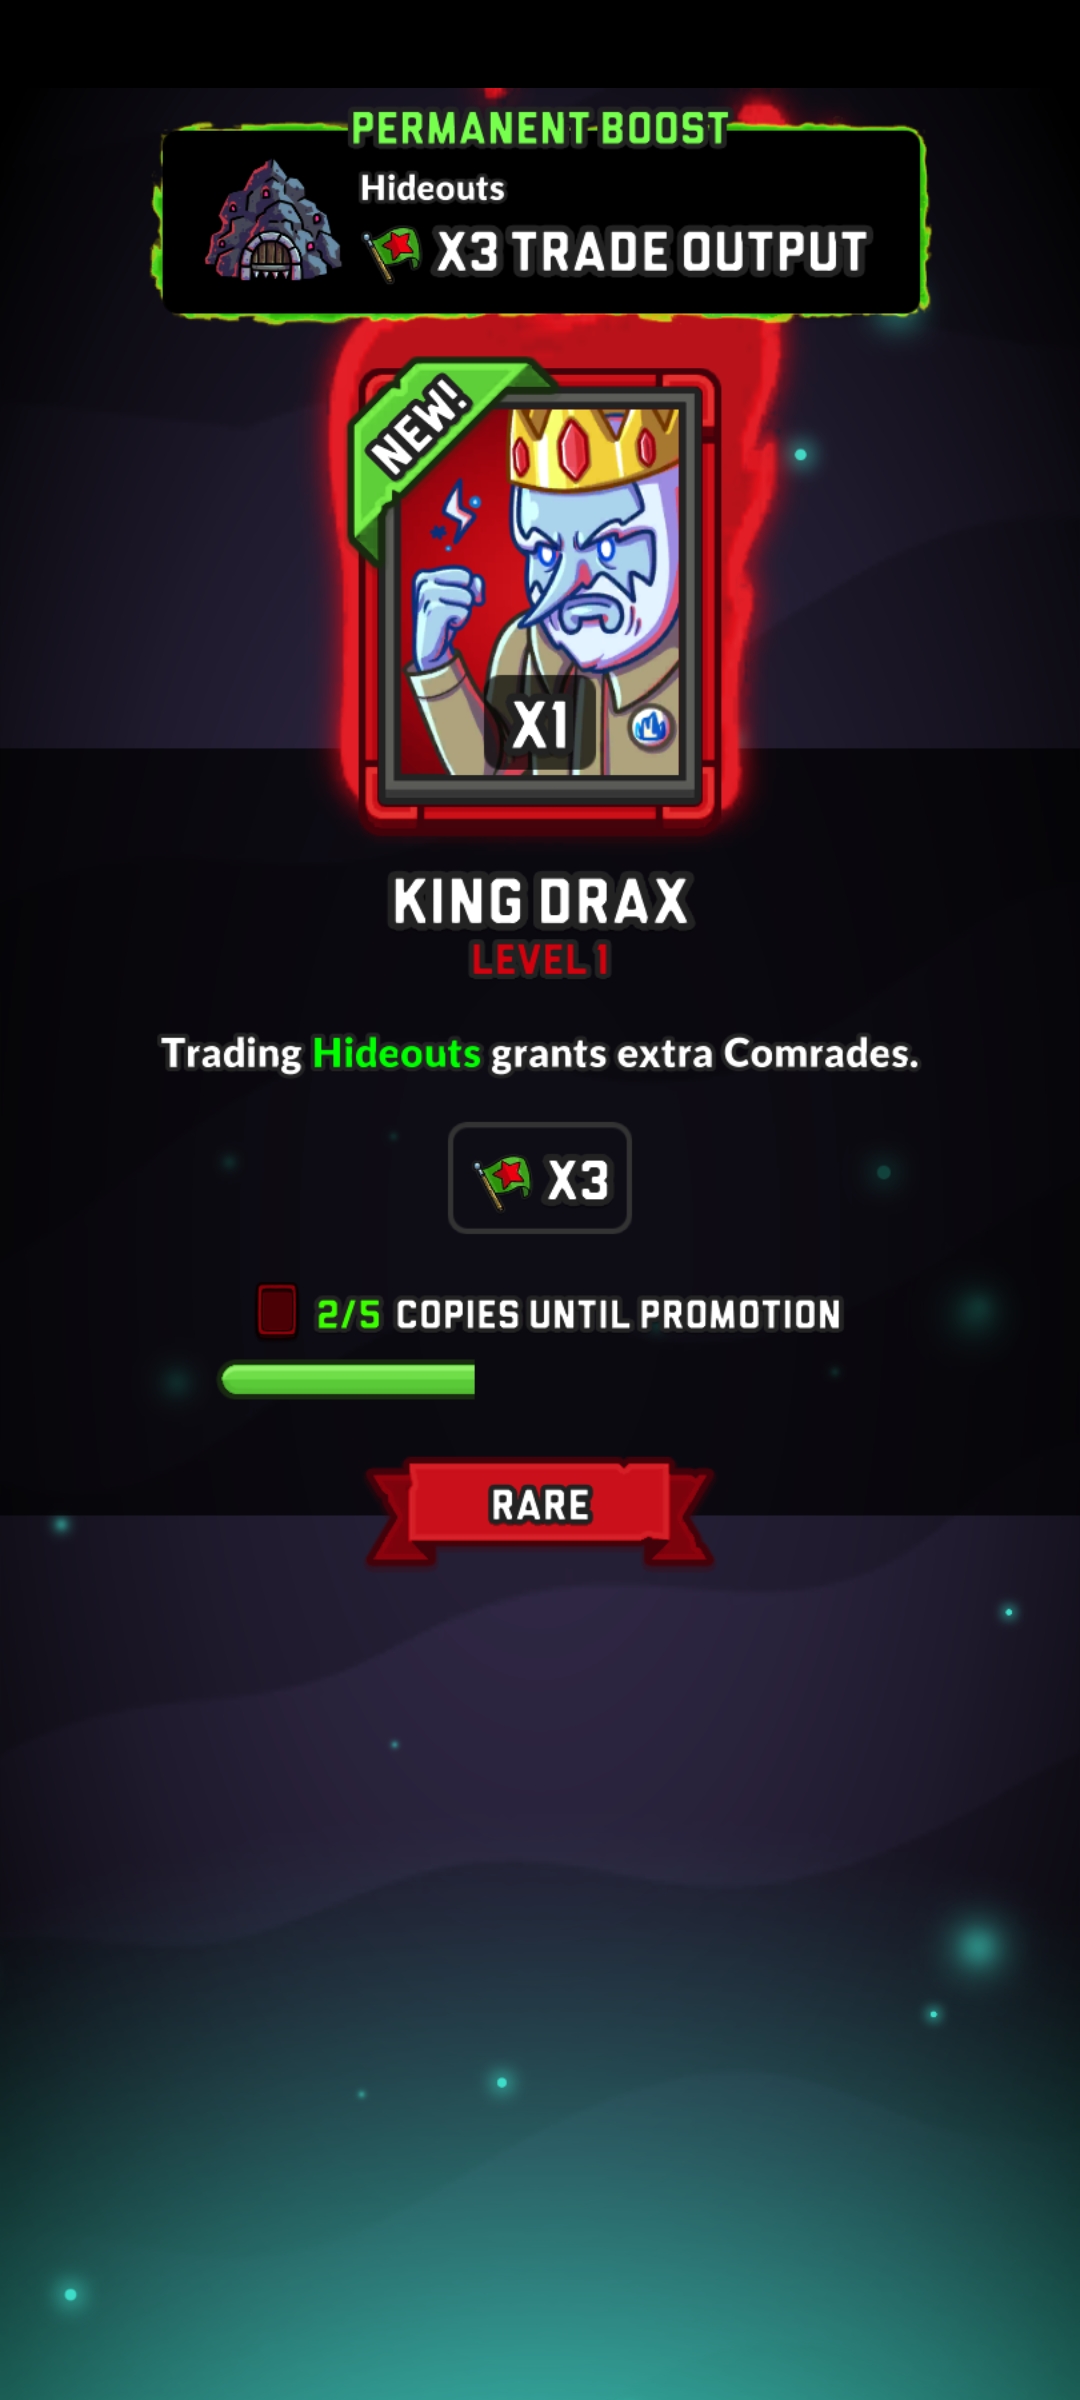 PERMANENT BOOST
Hideouts
X3 TRADE OUTPUT
NEW!
X1
KING DRAX
LEVEL 1
Trading Hideouts grants extra Comrades.
X3
2/5 COPIES UNTIL PROMOTION
RARE